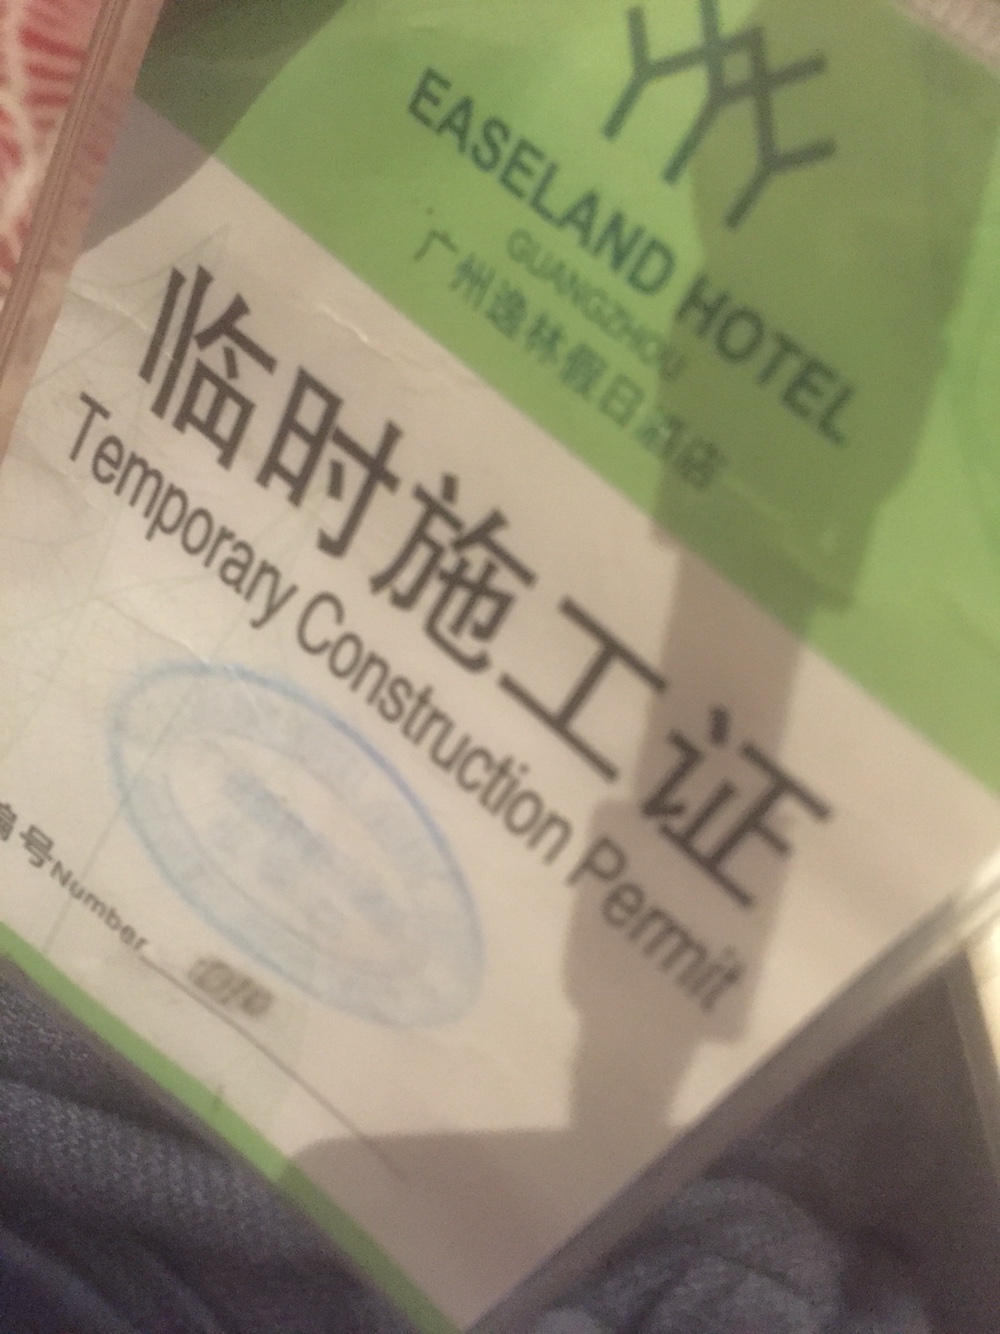 EASELAND HOTEL
GUANGZHOU
广州逸林假日酒店
临时施工证
Temporary Construction Permit
编号Number